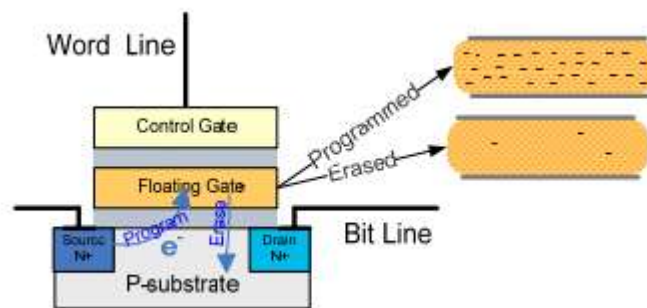 Word Line
Control Gate
Floating Gate
Programmed
Erased
Program
Erase
e-
Source
N+
Drain
N+
Bit Line
P-substrate